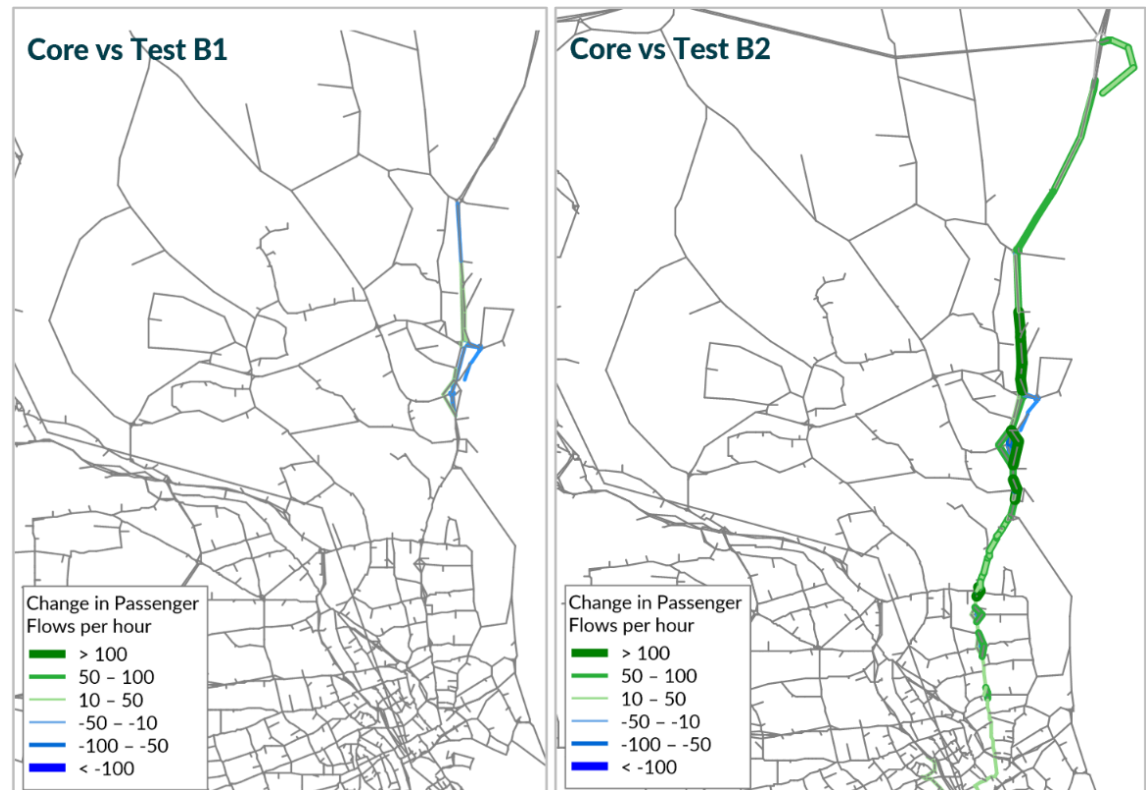 Core vs Test B1
Change in Passenger
Flows per hour
> 100
50 – 100
10 – 50
-50 – -10
-100 – -50
< -100
Core vs Test B2
Change in Passenger
Flows per hour
> 100
50 – 100
10 – 50
-50 – -10
-100 – -50
< -100